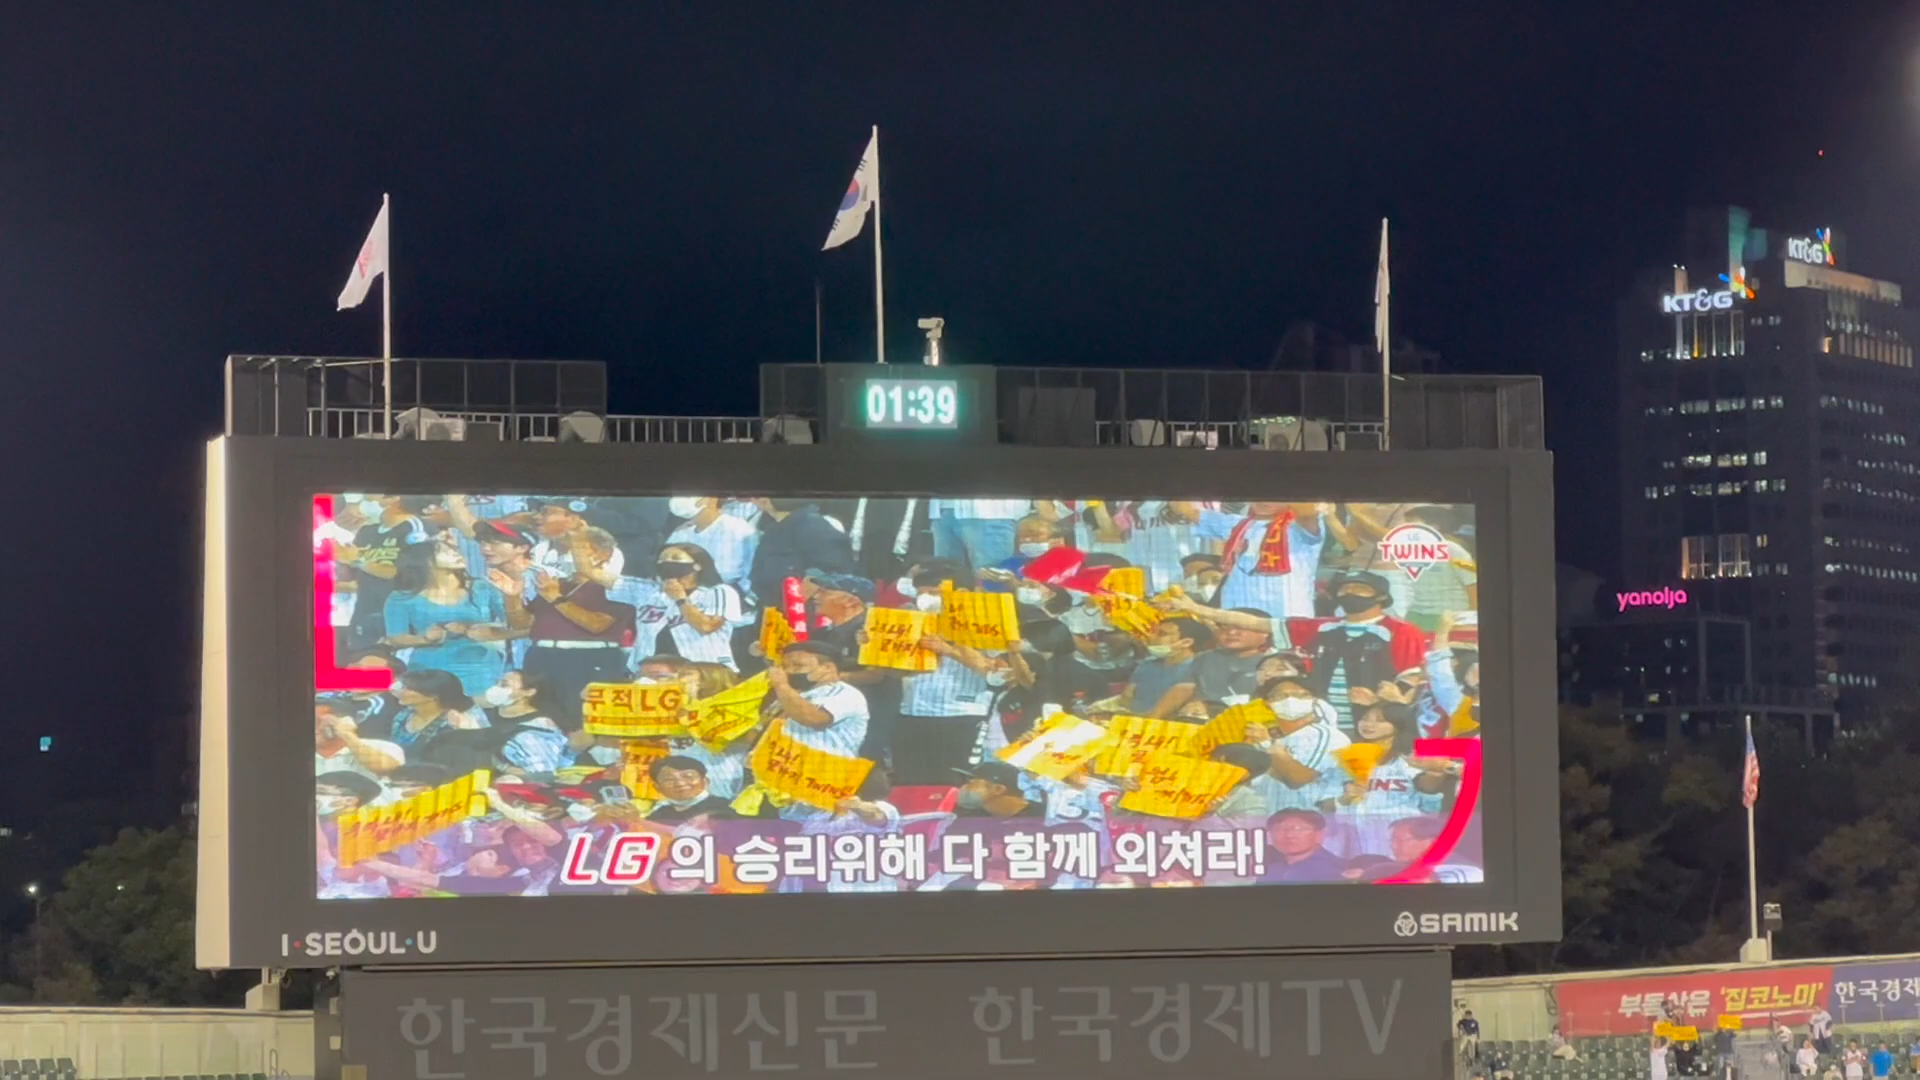 KT&G
KT&G
01:39
LG
TWINS
yanolja
무적LG
LG의 승리위해 다 함께 외쳐라!
I·SEOUL·U
SAMIK
한국경제신문 한국경제TV
부동산은 '집코노미' 한국경제